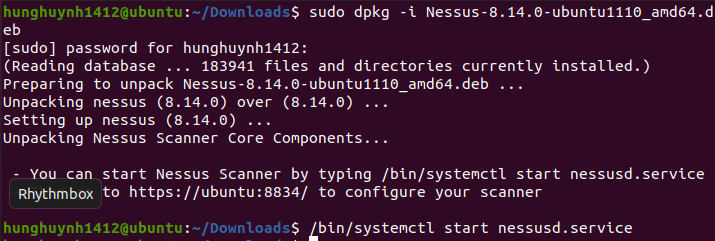 hunghuynh1412@ubuntu:~/Downloads$ sudo dpkg -i Nessus-8.14.0-ubuntu1110_amd64.d
eb
[sudo] password for hunghuynh1412:
(Reading database ... 183941 files and directories currently installed.)
Preparing to unpack Nessus-8.14.0-ubuntu1110_amd64.deb ...
Unpacking nessus (8.14.0) over (8.14.0) ...
Setting up nessus (8.14.0) ...
Unpacking Nessus Scanner Core Components...
- You can start Nessus Scanner by typing /bin/systemctl start nessusd.service
Rhythmbox
to https://ubuntu:8834/ to configure your scanner
hunghuynh1412@ubuntu:~/Downloads$ /bin/systemctl start nessusd.service